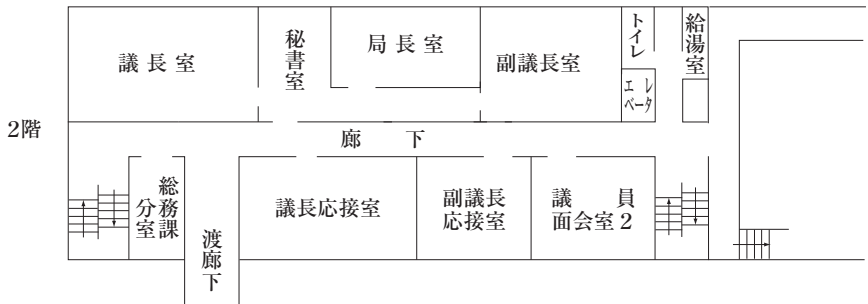 2階
議長室
秘書室
局長室
副議長室
トイレ
エレベータ
給湯室
廊下
総務課分室
渡廊下
議長応接室
副議長
応接室
議員
面会室2